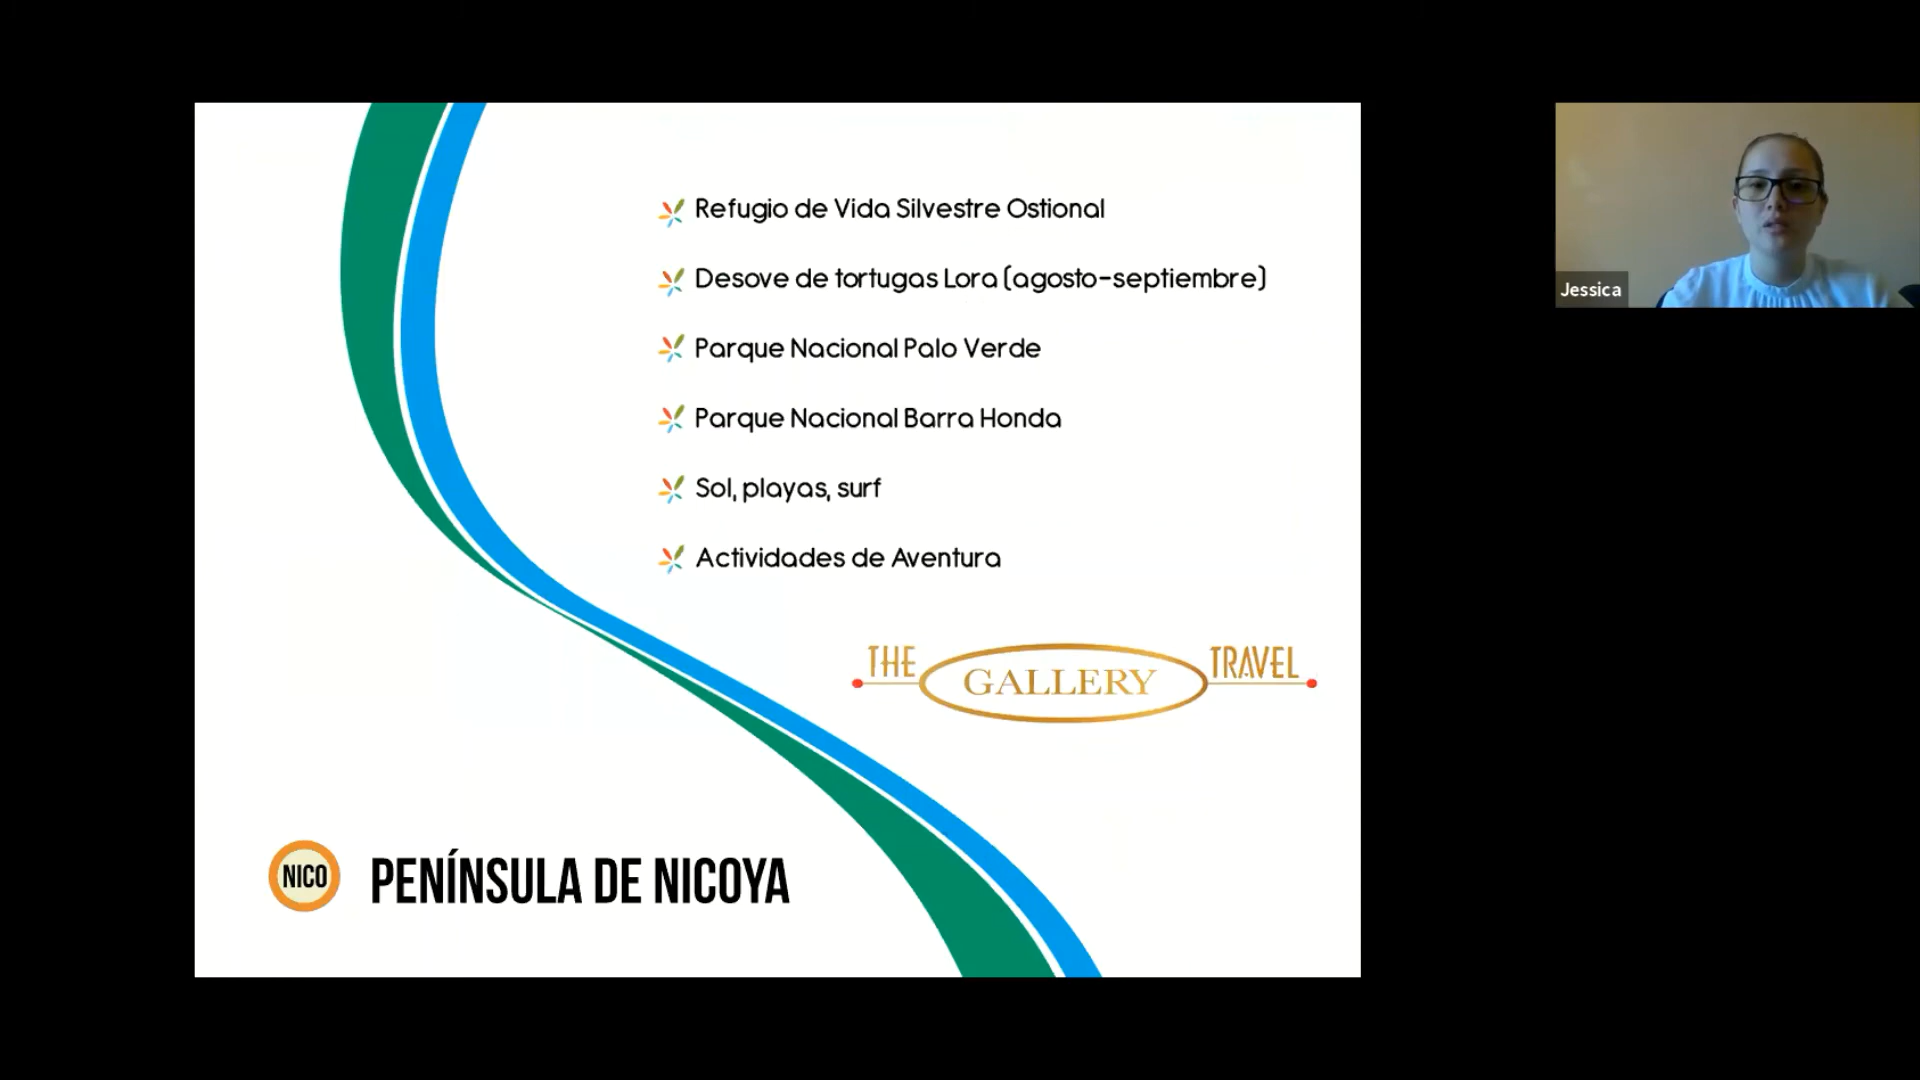 Refugio de Vida Silvestre Ostional
Desove de tortugas Lora (agosto-septiembre)
Parque Nacional Palo Verde
Parque Nacional Barra Honda
Sol, playas, surf
Actividades de Aventura
THE GALLERY TRAVEL
NICO PENÍNSULA DE NICOYA
Jessica